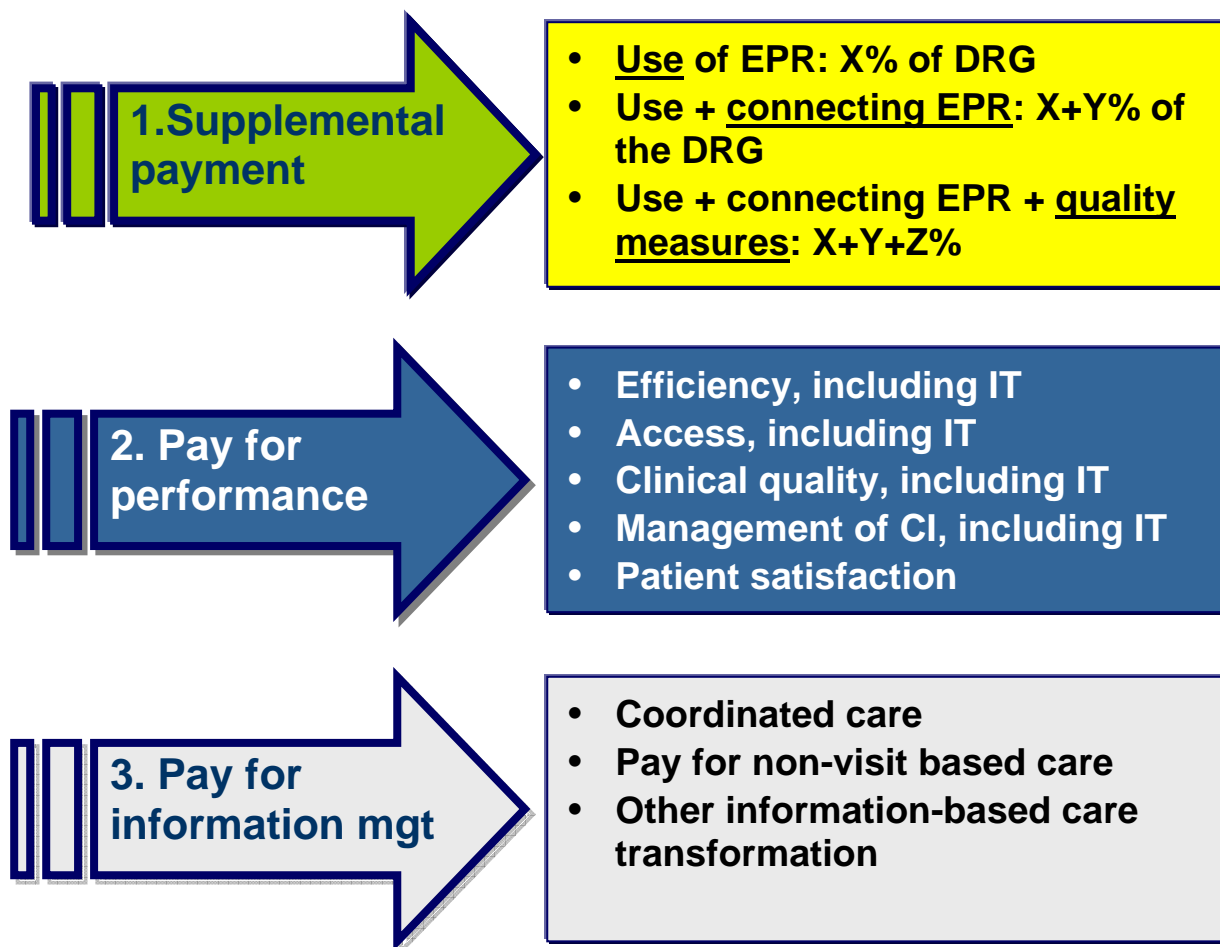 1.Supplemental
payment
• Use of EPR: X% of DRG
• Use + connecting EPR: X+Y% of
the DRG
• Use + connecting EPR + quality
measures: X+Y+Z%
2. Pay for
performance
• Efficiency, including IT
• Access, including IT
• Clinical quality, including IT
• Management of CI, including IT
• Patient satisfaction
3. Pay for
information mgt
• Coordinated care
• Pay for non-visit based care
• Other information-based care
transformation